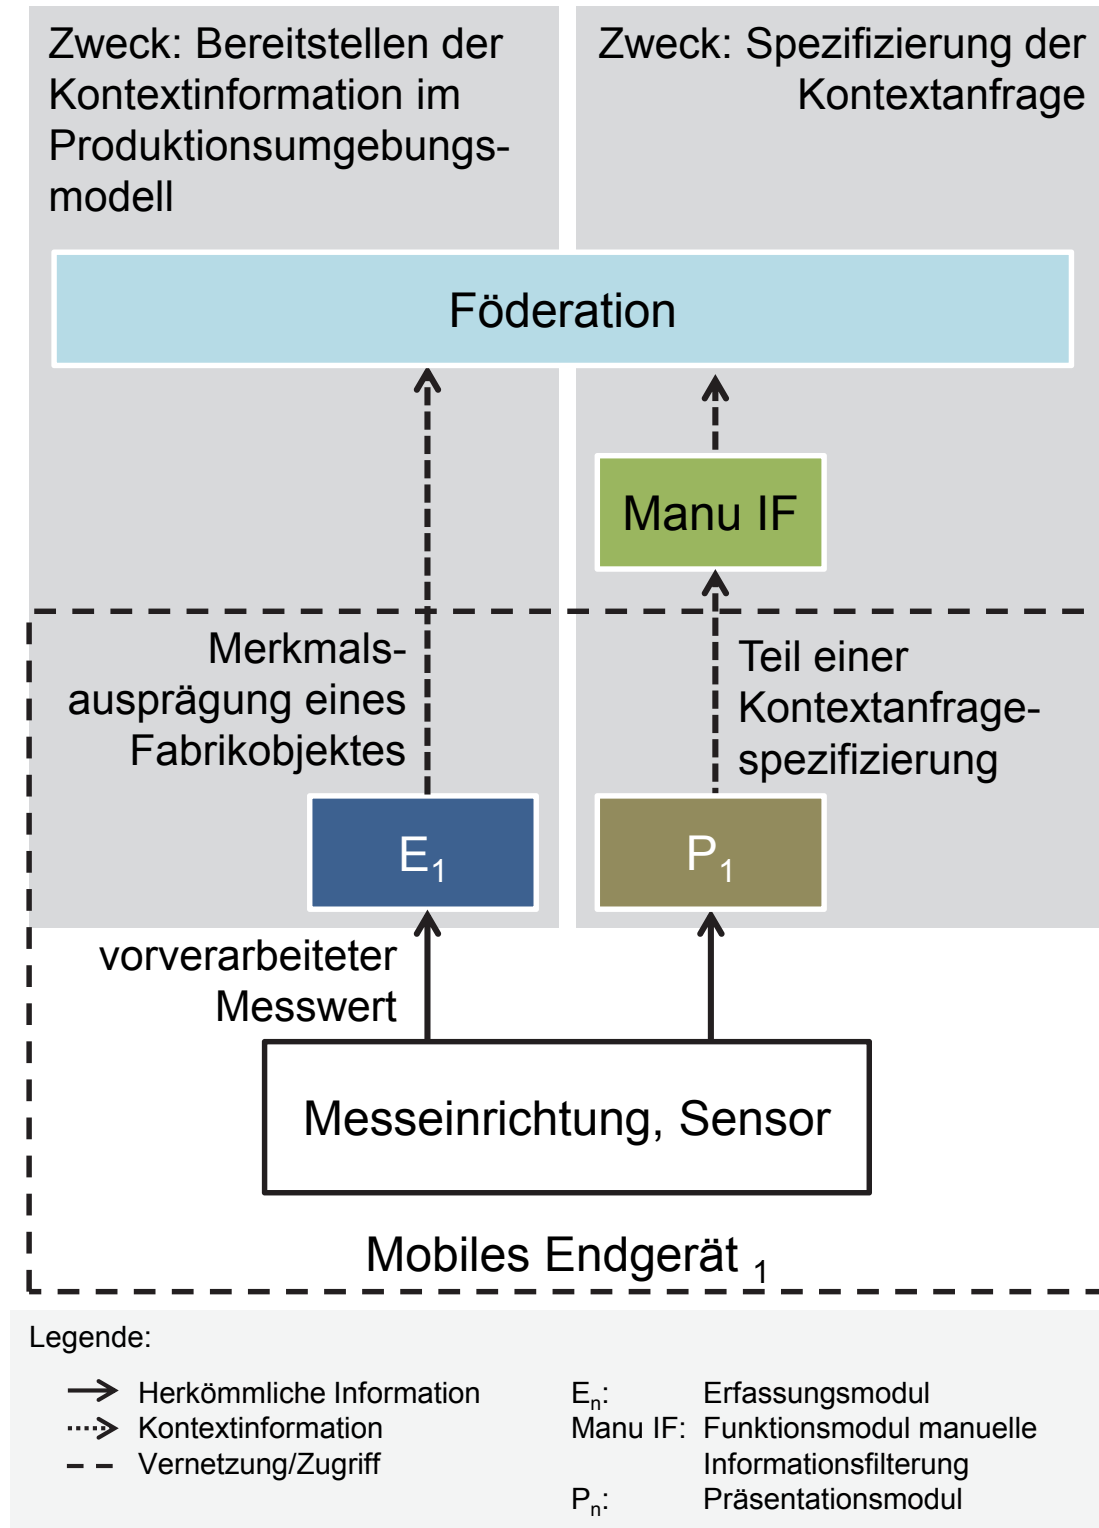 Zweck: Bereitstellen der
Kontextinformation im
Produktionsumgebungs-
modell
Zweck: Spezifizierung der
Kontextanfrage
Föderation
Manu IF
Merkmals-
ausprägung eines
Fabrikobjektes
Teil einer
Kontextanfrage-
spezifizierung
E1
P1
vorverarbeiteter
Messwert
Messeinrichtung, Sensor
Mobiles Endgerät 1
Legende:
Herkömmliche Information
Kontextinformation
Vernetzung/Zugriff
En: Erfassungsmodul
Manu IF: Funktionsmodul manuelle
Informationsfilterung
Pn: Präsentationsmodul